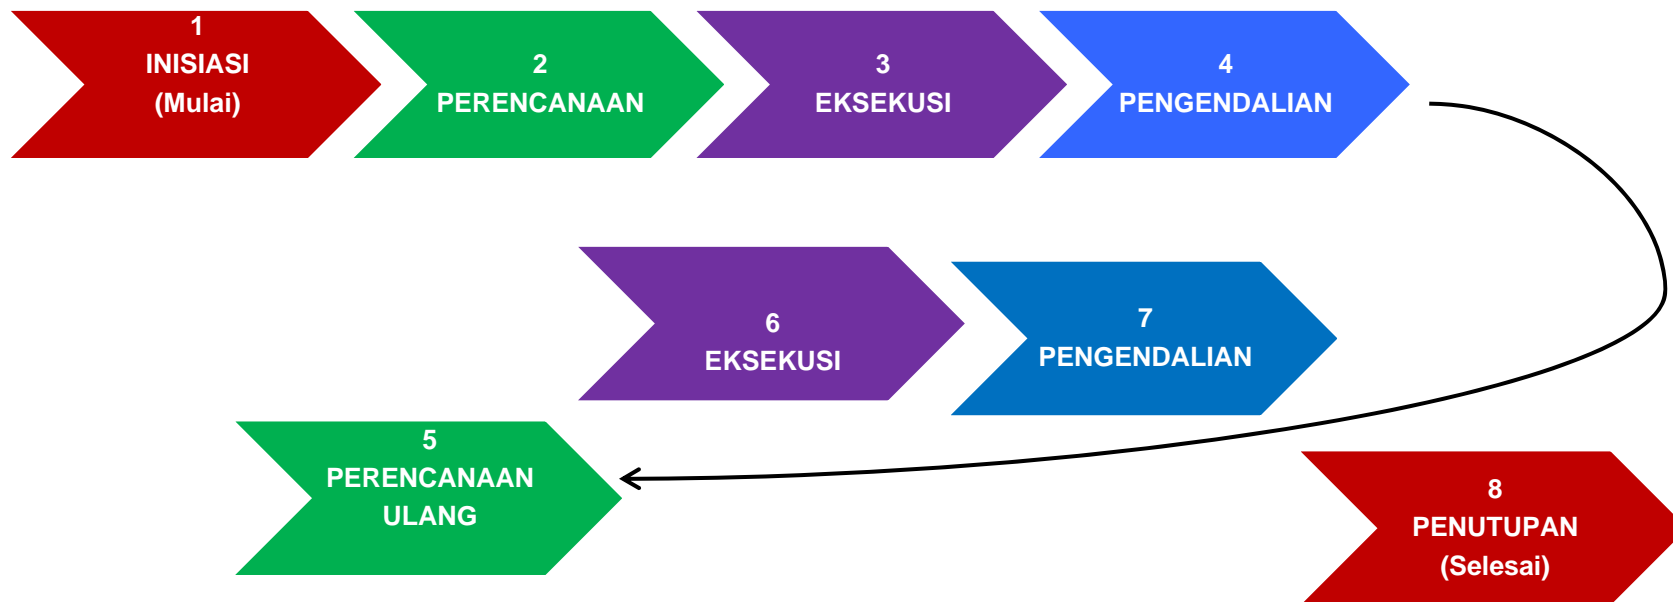 1
INISIASI
(Mulai)
2
PERENCANAAN
3
EKSEKUSI
4
PENGENDALIAN
5
PERENCANAAN
ULANG
6
EKSEKUSI
7
PENGENDALIAN
8
PENUTUPAN
(Selesai)